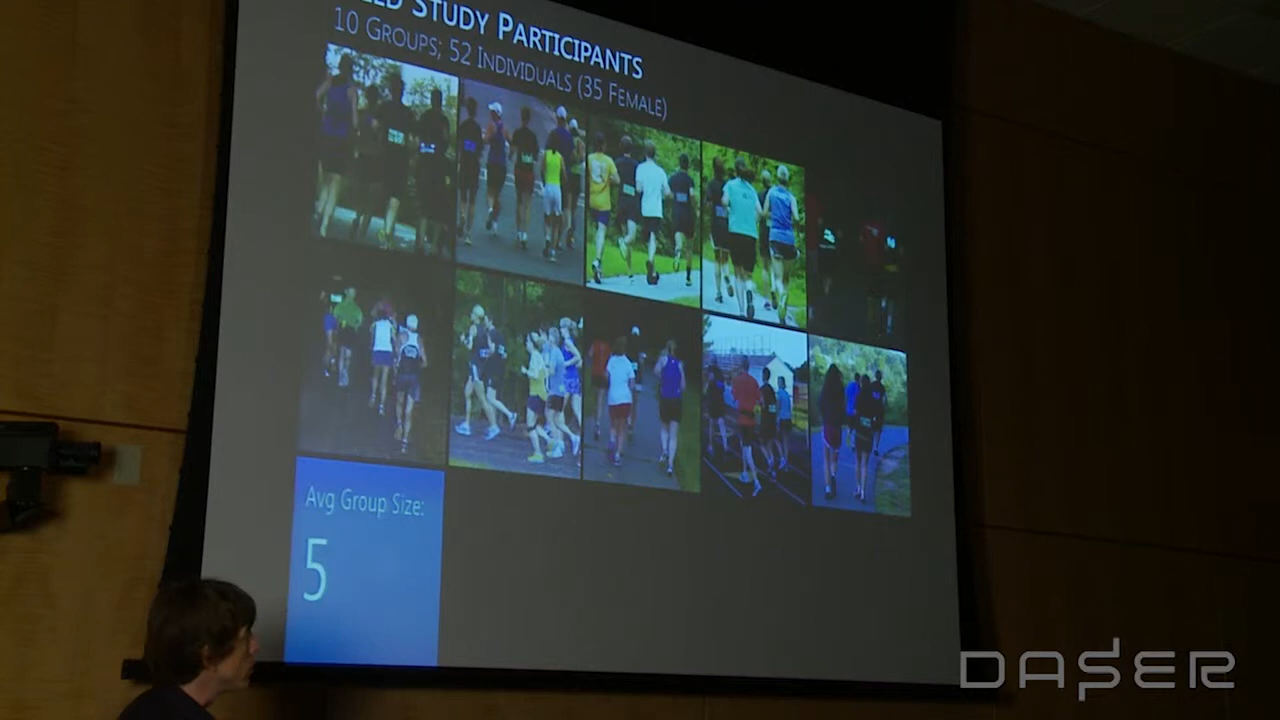 STUDY PARTICIPANTS
10 GROUPS; 52 INDIVIDUALS (35 FEMALE)
Avg Group Size:
5
DASER